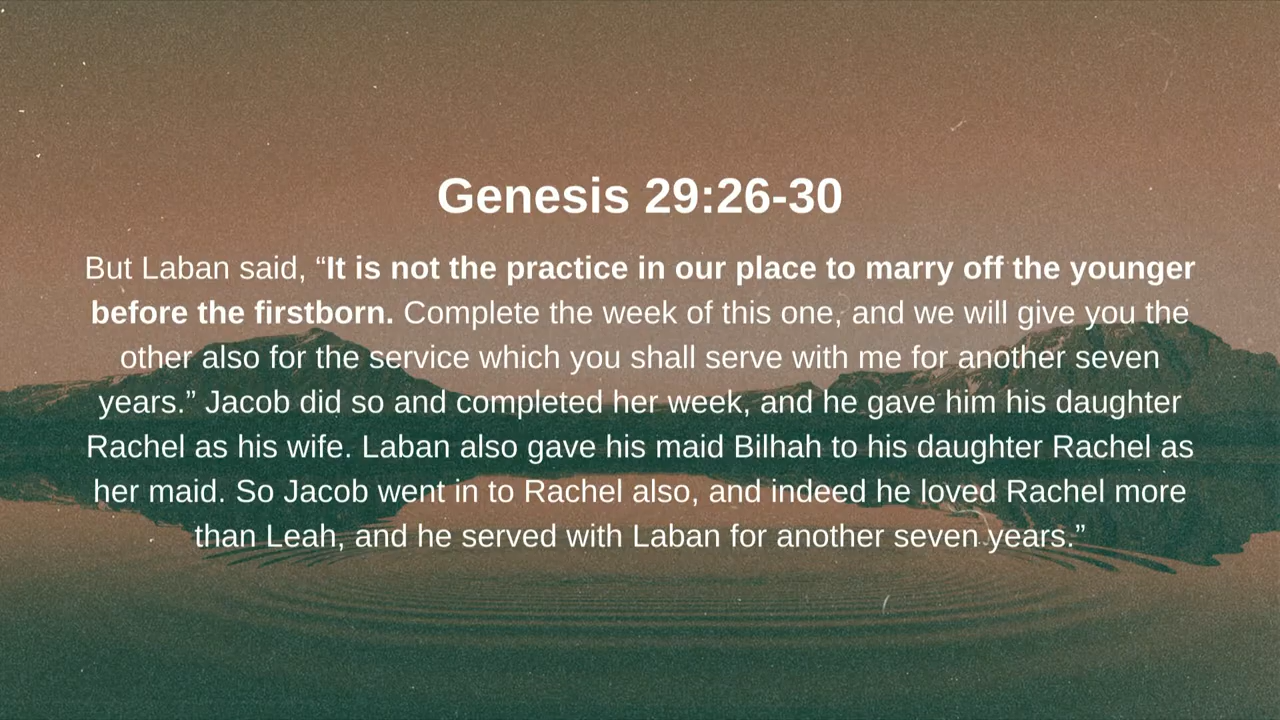 Genesis 29:26-30
But Laban said, “It is not the practice in our place to marry off the younger
before the firstborn. Complete the week of this one, and we will give you the
other also for the service which you shall serve with me for another seven
years.” Jacob did so and completed her week, and he gave him his daughter
Rachel as his wife. Laban also gave his maid Bilhah to his daughter Rachel as
her maid. So Jacob went in to Rachel also, and indeed he loved Rachel more
than Leah, and he served with Laban for another seven years.”